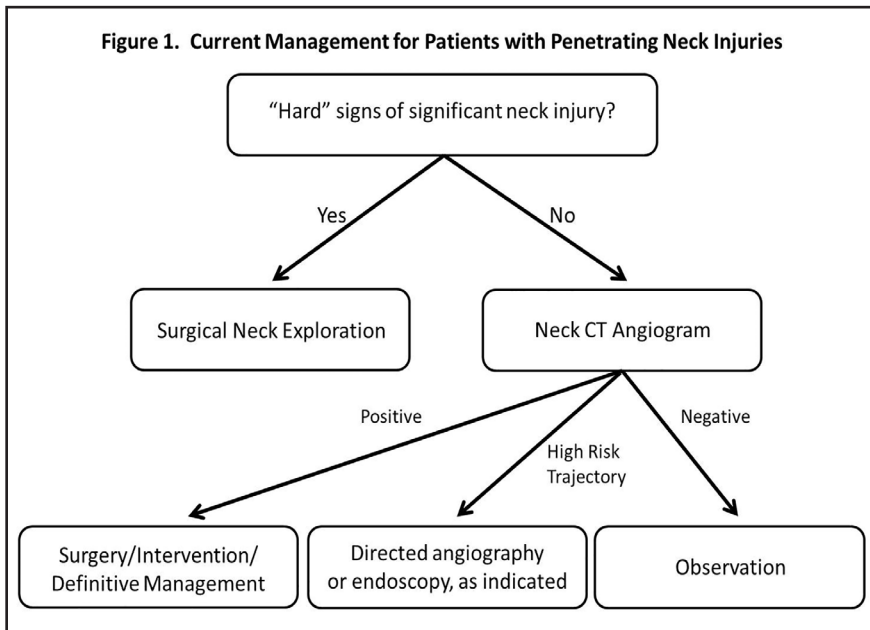 Figure 1. Current Management for Patients with Penetrating Neck Injuries
“Hard” signs of significant neck injury?
Yes
No
Surgical Neck Exploration
Neck CT Angiogram
Positive
High Risk
Trajectory
Negative
Surgery/Intervention/
Definitive Management
Directed angiography
or endoscopy, as indicated
Observation